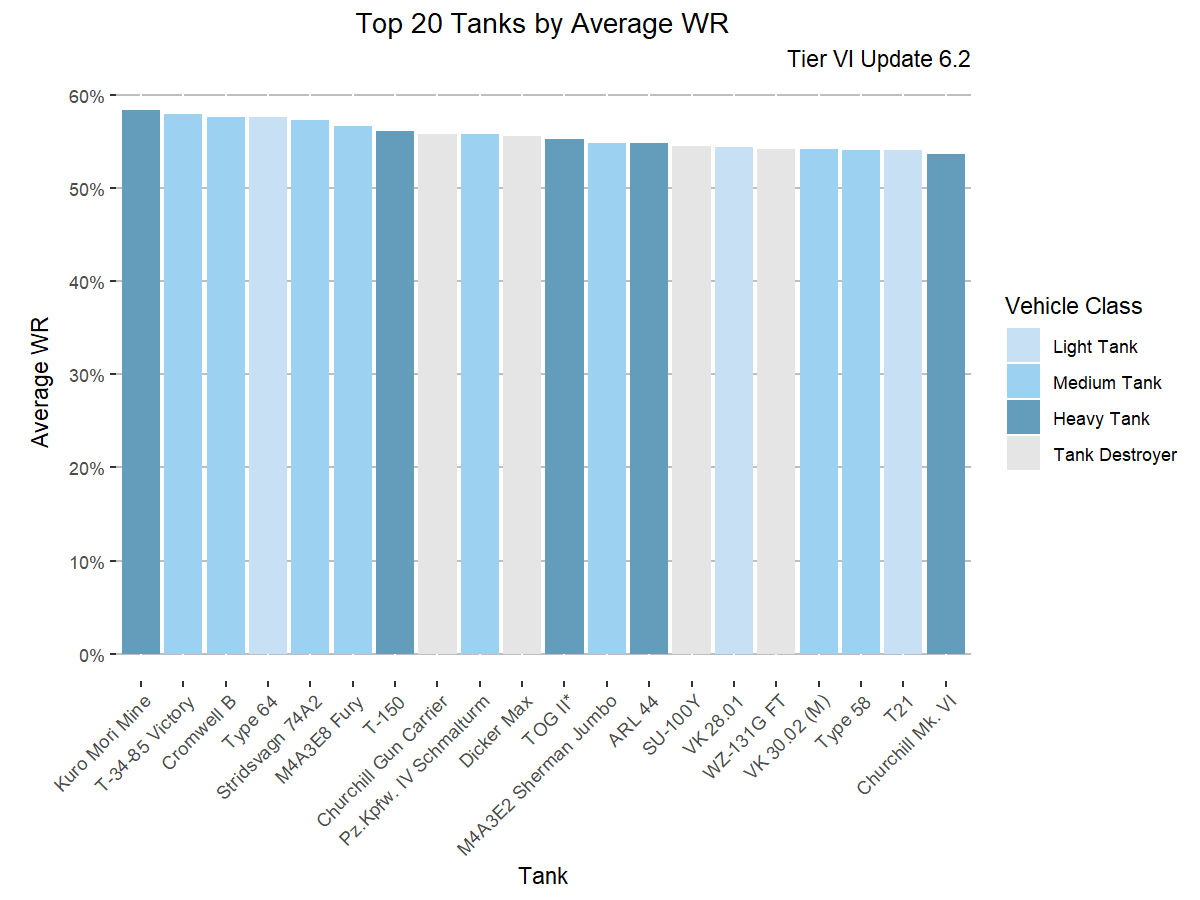 Top 20 Tanks by Average WR
Tier VI Update 6.2
Average WR
60%
50%
40%
30%
20%
10%
0%
Kuro Mori Mine
T-34-85 Victory
Cromwell B
Type 64
Stridsvagn 74A2
M4A3E8 Fury
T-150
Churchill Gun Carrier
Pz.Kpfw. IV Schmalturm
Dicker Max
TOG II*
M4A3E2 Sherman Jumbo
ARL 44
SU-100Y
VK 28.01
WZ-131G FT
VK 30.02 (M)
Type 58
T21
Churchill Mk. VI
Tank
Vehicle Class
Light Tank
Medium Tank
Heavy Tank
Tank Destroyer